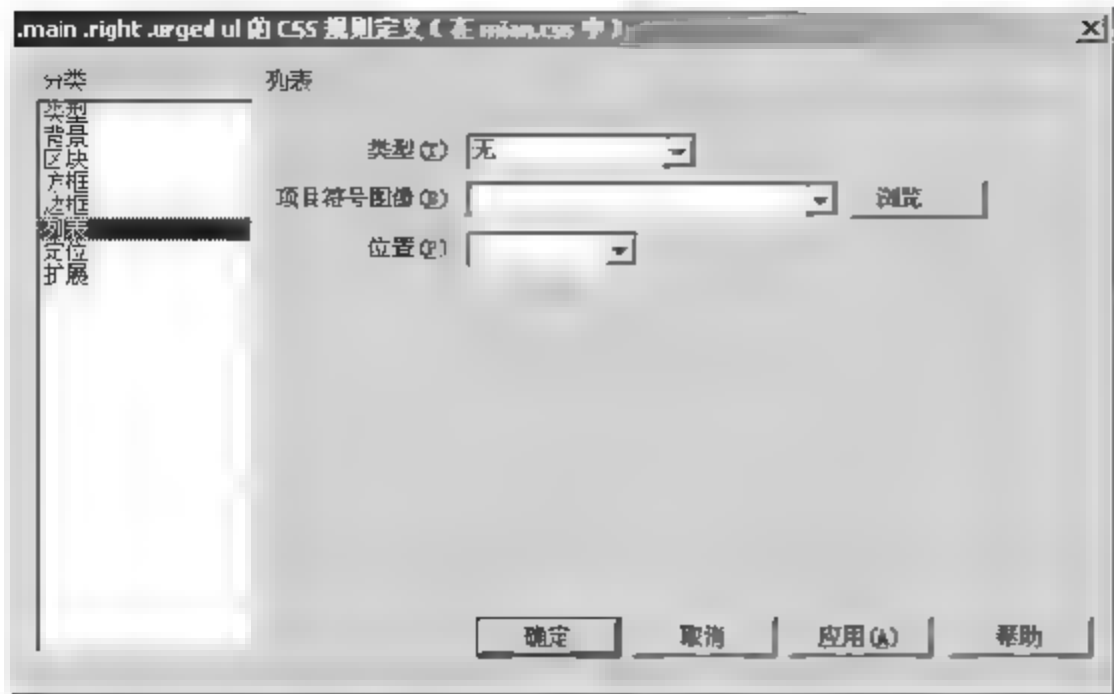 .main .right .urged ul 的 CSS 规则定义（在 mian.css 中）
分类
列表
类型
背景
区块
方框
边框
列表
定位
扩展
类型(T)
无
项目符号图像(B)
浏览
位置(P)
确定
取消
应用(A)
帮助